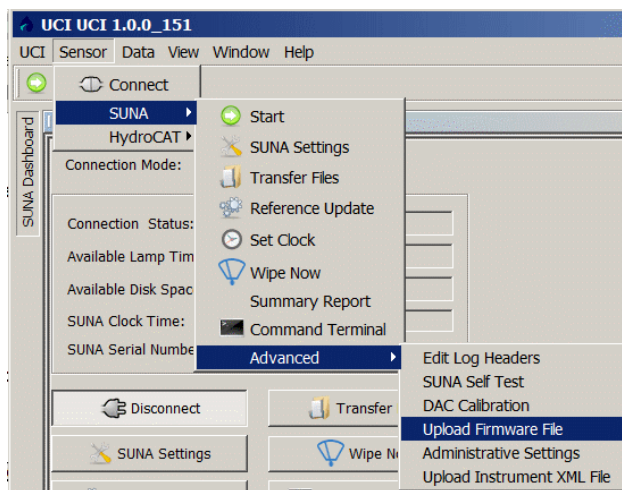 UCI UCI 1.0.0_151
UCI Sensor Data View Window Help
Connect
SUNA
HydroCAT
Start
SUNA Settings
Transfer Files
Reference Update
Set Clock
Wipe Now
Summary Report
Command Terminal
Advanced
Edit Log Headers
SUNA Self Test
DAC Calibration
Upload Firmware File
Administrative Settings
Upload Instrument XML File
SUNA Dashboard
Connection Mode:
Connection Status:
Available Lamp Tim
Available Disk Spac
SUNA Clock Time:
SUNA Serial Numbe
Disconnect
Transfer
SUNA Settings
Wipe N